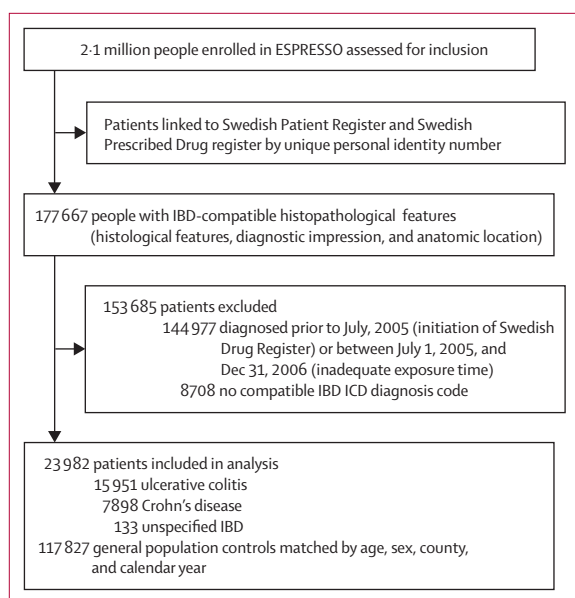 2·1 million people enrolled in ESPRESSO assessed for inclusion
Patients linked to Swedish Patient Register and Swedish
Prescribed Drug register by unique personal identity number
177 667 people with IBD-compatible histopathological features
(histological features, diagnostic impression, and anatomic location)
153 685 patients excluded
144 977 diagnosed prior to July, 2005 (initiation of Swedish
Drug Register) or between July 1, 2005, and
Dec 31, 2006 (inadequate exposure time)
8708 no compatible IBD ICD diagnosis code
23 982 patients included in analysis
15 951 ulcerative colitis
7898 Crohn's disease
133 unspecified IBD
117 827 general population controls matched by age, sex, county,
and calendar year